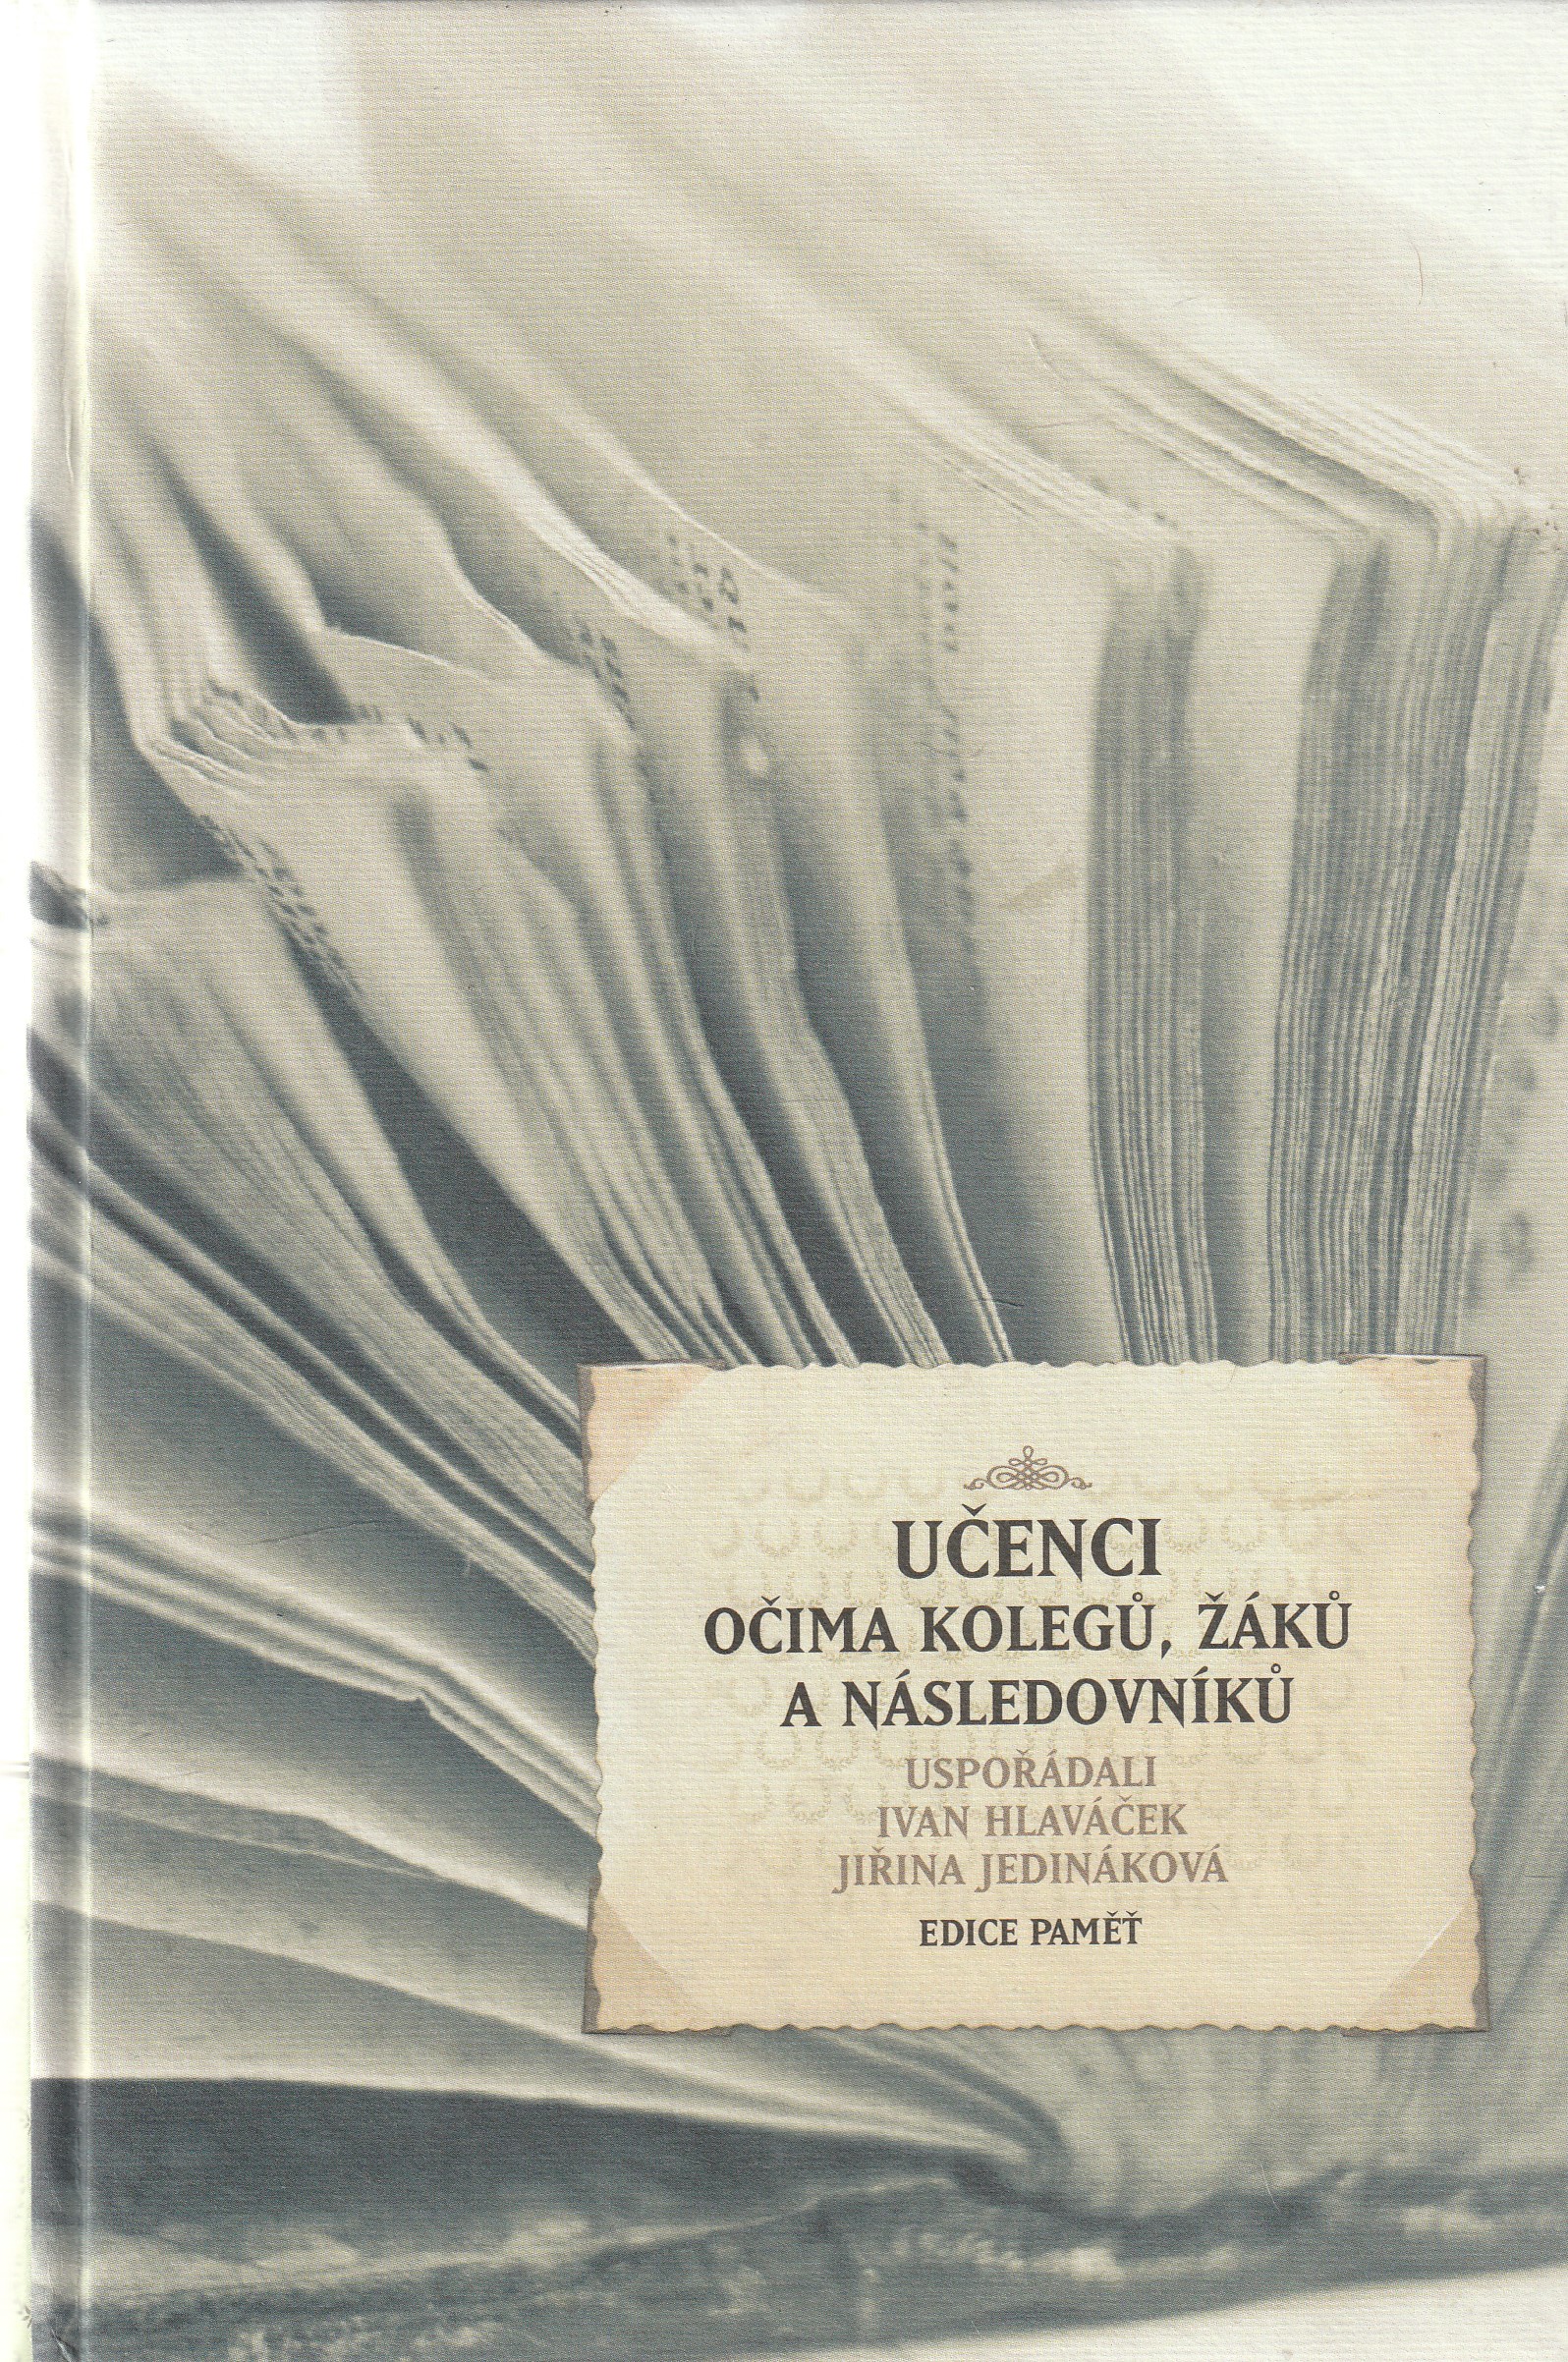 UČENCI
OČIMA KOLEGŮ, ŽÁKŮ
A NÁSLEDOVNÍKŮ
USPOŘÁDALI
IVAN HLAVÁČEK
JIŘINA JEDINÁKOVÁ
EDICE PAMĚŤ